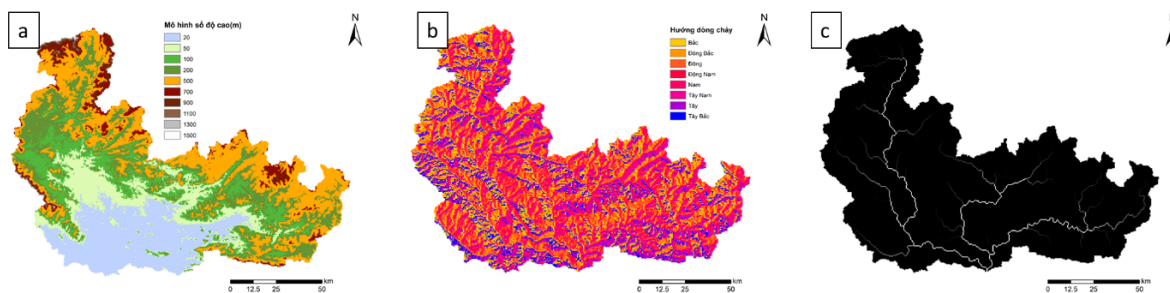 a
Mô hình số độ cao(m)
20
50
100
200
500
700
900
1100
1300
1500
N
km
0 12.5 25 50
b
Hướng dòng chảy
Bắc
Đông Bắc
Đông
Đông Nam
Nam
Tây Nam
Tây
Tây Bắc
N
km
0 12.5 25 50
c
N
km
0 12.5 25 50